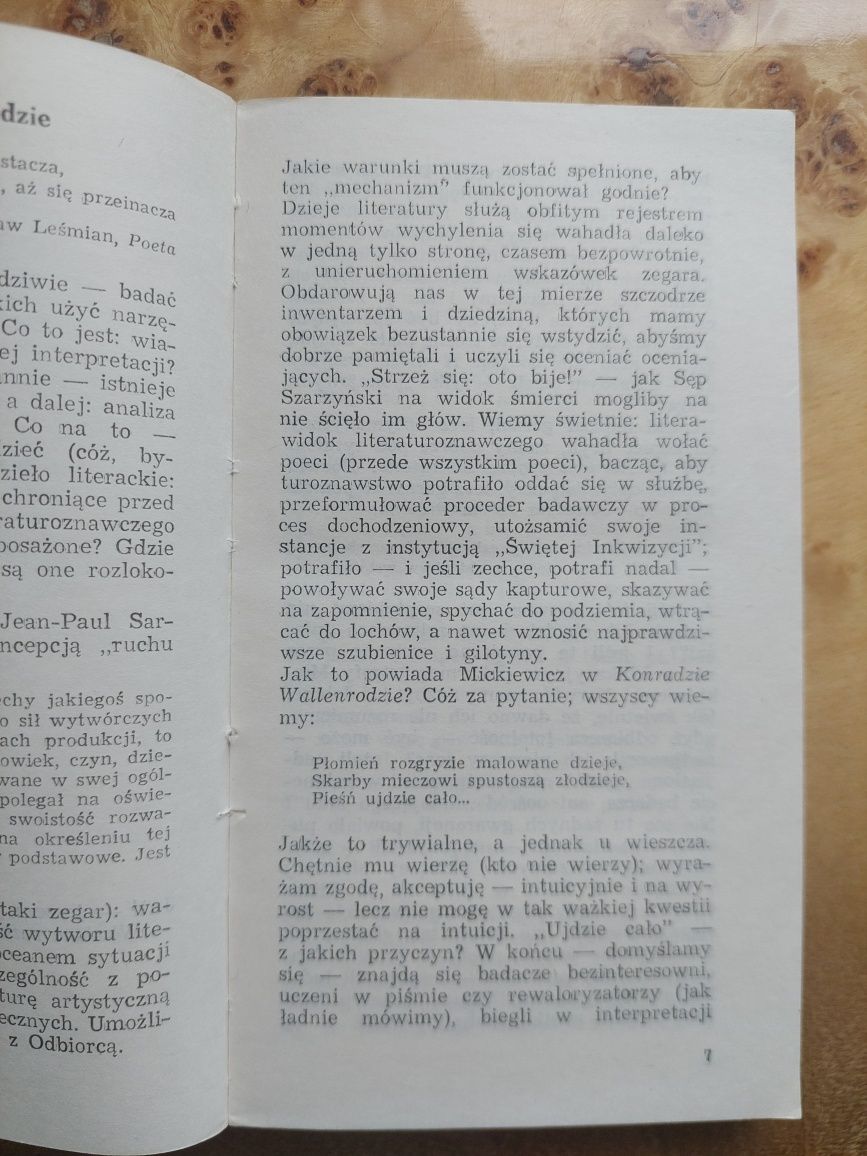 dzie
stacza,
, aż się przeinacza
aw Leśmian, Poeta
dziwie — badać
kich użyć narzę-
Co to jest: wia-
ej interpretacji?
annie — istnieje
a dalej: analiza
Co na to —
zieć (cóż, by-
zieło literackie:
chroniące przed
raturoznawczego
posażone? Gdzie
są one rozloko-
Jean-Paul Sar-
ncepcją „ruchu
echy jakiegoś spo-
o sił wytwórczych
ach produkcji, to
owiek, czyn, dzie-
wane w swej ogól-
polegał na oświe-
swoistość rozwa-
na określeniu tej
podstawowe. Jest
taki zegar): wa-
ść wytworu lite-
oceanem sytuacji
zególność z po-
turę artystyczną
ecznych. Umożli-
z Odbiorcą.
Jakie warunki muszą zostać spełnione, aby
ten „mechanizm” funkcjonował godnie?
Dzieje literatury służą obfitym rejestrem
momentów wychylenia się wahadła daleko
w jedną tylko stronę, czasem bezpowrotnie,
z unieruchomieniem wskazówek zegara.
Obdarowują nas w tej mierze szczodrze
inwentarzem i dziedziną, których mamy
obowiązek bezustannie się wstydzić, abyśmy
dobrze pamiętali i uczyli się oceniać ocenia-
jących. „Strzeż się: oto bije!” — jak Sęp
Szarzyński na widok śmierci mogliby na
nie ścięło im głów. Wiemy świetnie: litera-
widok literaturoznawczego wahadła wołać
poeci (przede wszystkim poeci), bacząc, aby
turoznawstwo potrafiło oddać się w służbę,
przeformułować proceder badawczy w pro-
ces dochodzeniowy, utożsamić swoje in-
stancje z instytucją „Świętej Inkwizycji”;
potrafiło — i jeśli zechce, potrafi nadal —
powoływać swoje sądy kapturowe, skazywać
na zapomnienie, spychać do podziemia, wtrą-
cać do lochów, a nawet wznosić najprawdzi-
wsze szubienice i gilotyny.
Jak to powiada Mickiewicz w Konradzie
Wallenrodzie? Cóż za pytanie; wszyscy wie-
my:
Płomień rozgryzie malowane dzieje,
Skarby mieczowi spustoszą złodzieje,
Pieśń ujdzie cało...
Jakże to trywialne, a jednak u wieszcza.
Chętnie mu wierzę (kto nie wierzy); wyra-
żam zgodę, akceptuję — intuicyjnie i na wy-
rost — lecz nie mogę w tak ważkiej kwestii
poprzestać na intuicji. „Ujdzie cało” —
z jakich przyczyn? W końcu — domyślamy
się — znajdą się badacze bezinteresowni,
uczeni w piśmie czy rewaloryzatorzy (jak
ładnie mówimy), biegli w interpretacji
7